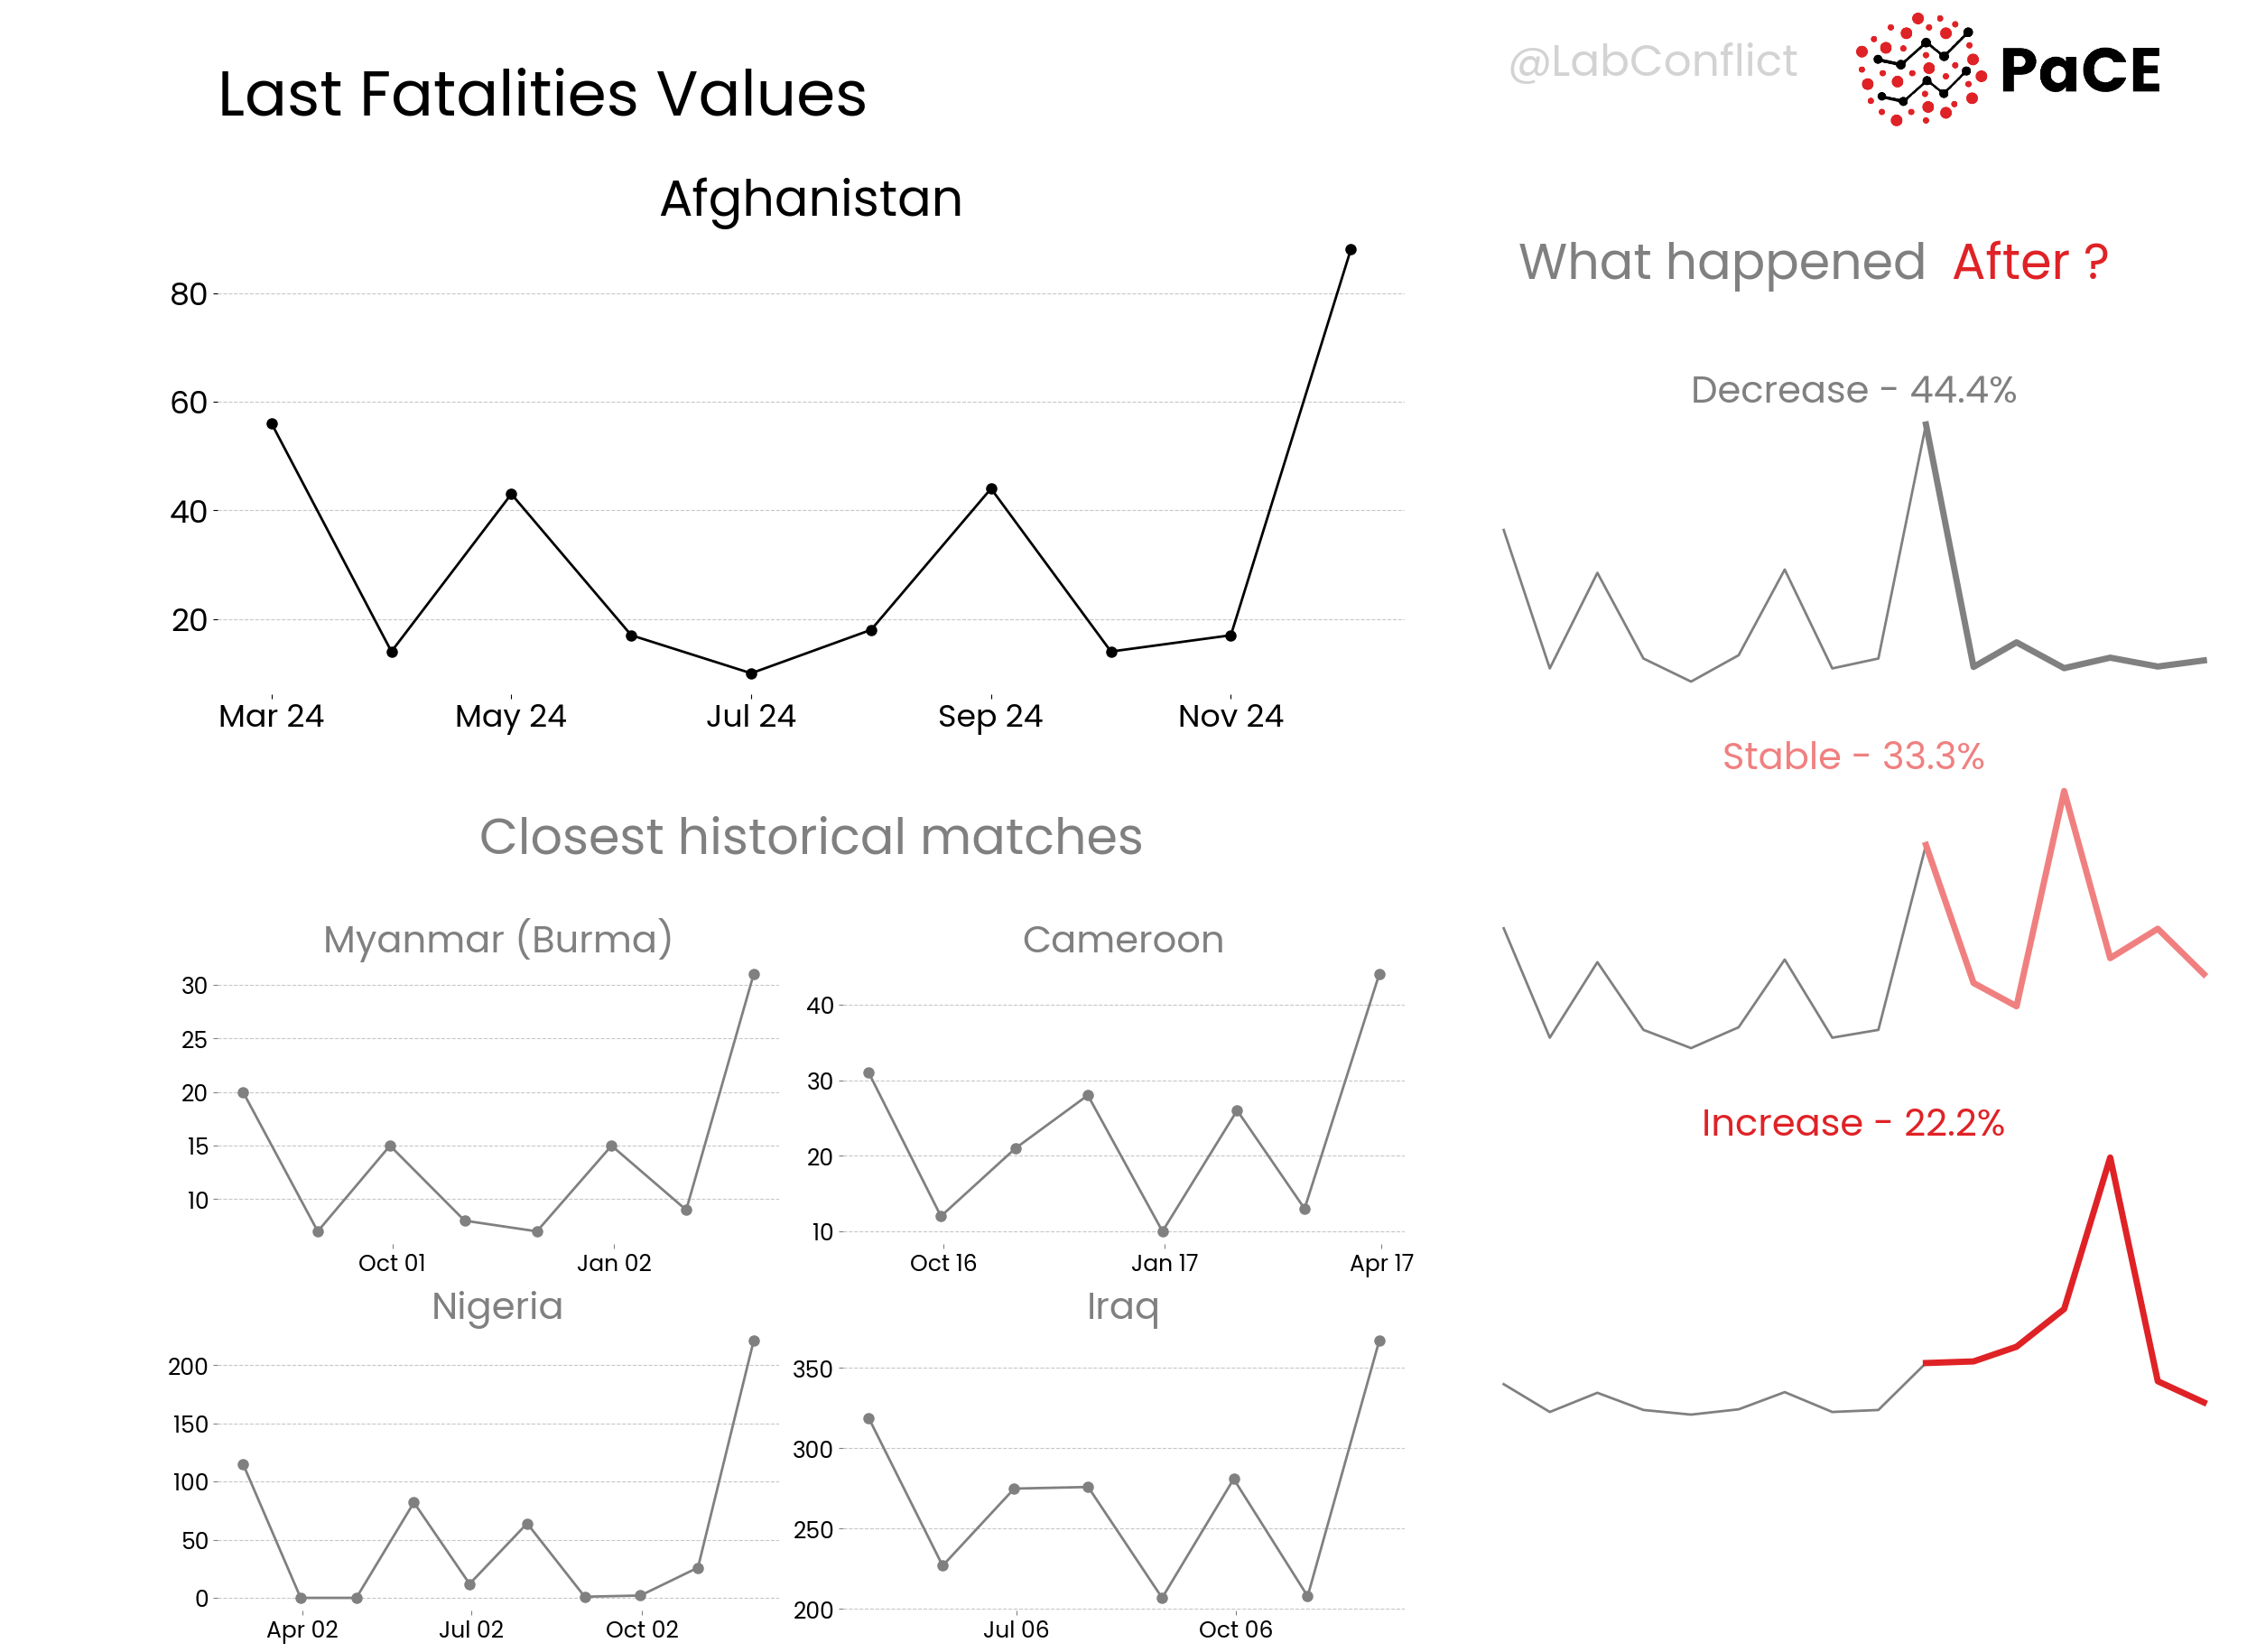 @LabConflict
PaCE
Last Fatalities Values
Afghanistan
80
60
40
20
Mar 24 May 24 Jul 24 Sep 24 Nov 24
What happened After ?
Decrease - 44.4%
Stable - 33.3%
Increase - 22.2%
Closest historical matches
Myanmar (Burma)
30
25
20
15
10
Oct 01 Jan 02
Cameroon
40
30
20
10
Oct 16 Jan 17 Apr 17
Nigeria
200
150
100
50
0
Apr 02 Jul 02 Oct 02
Iraq
350
300
250
200
Jul 06 Oct 06